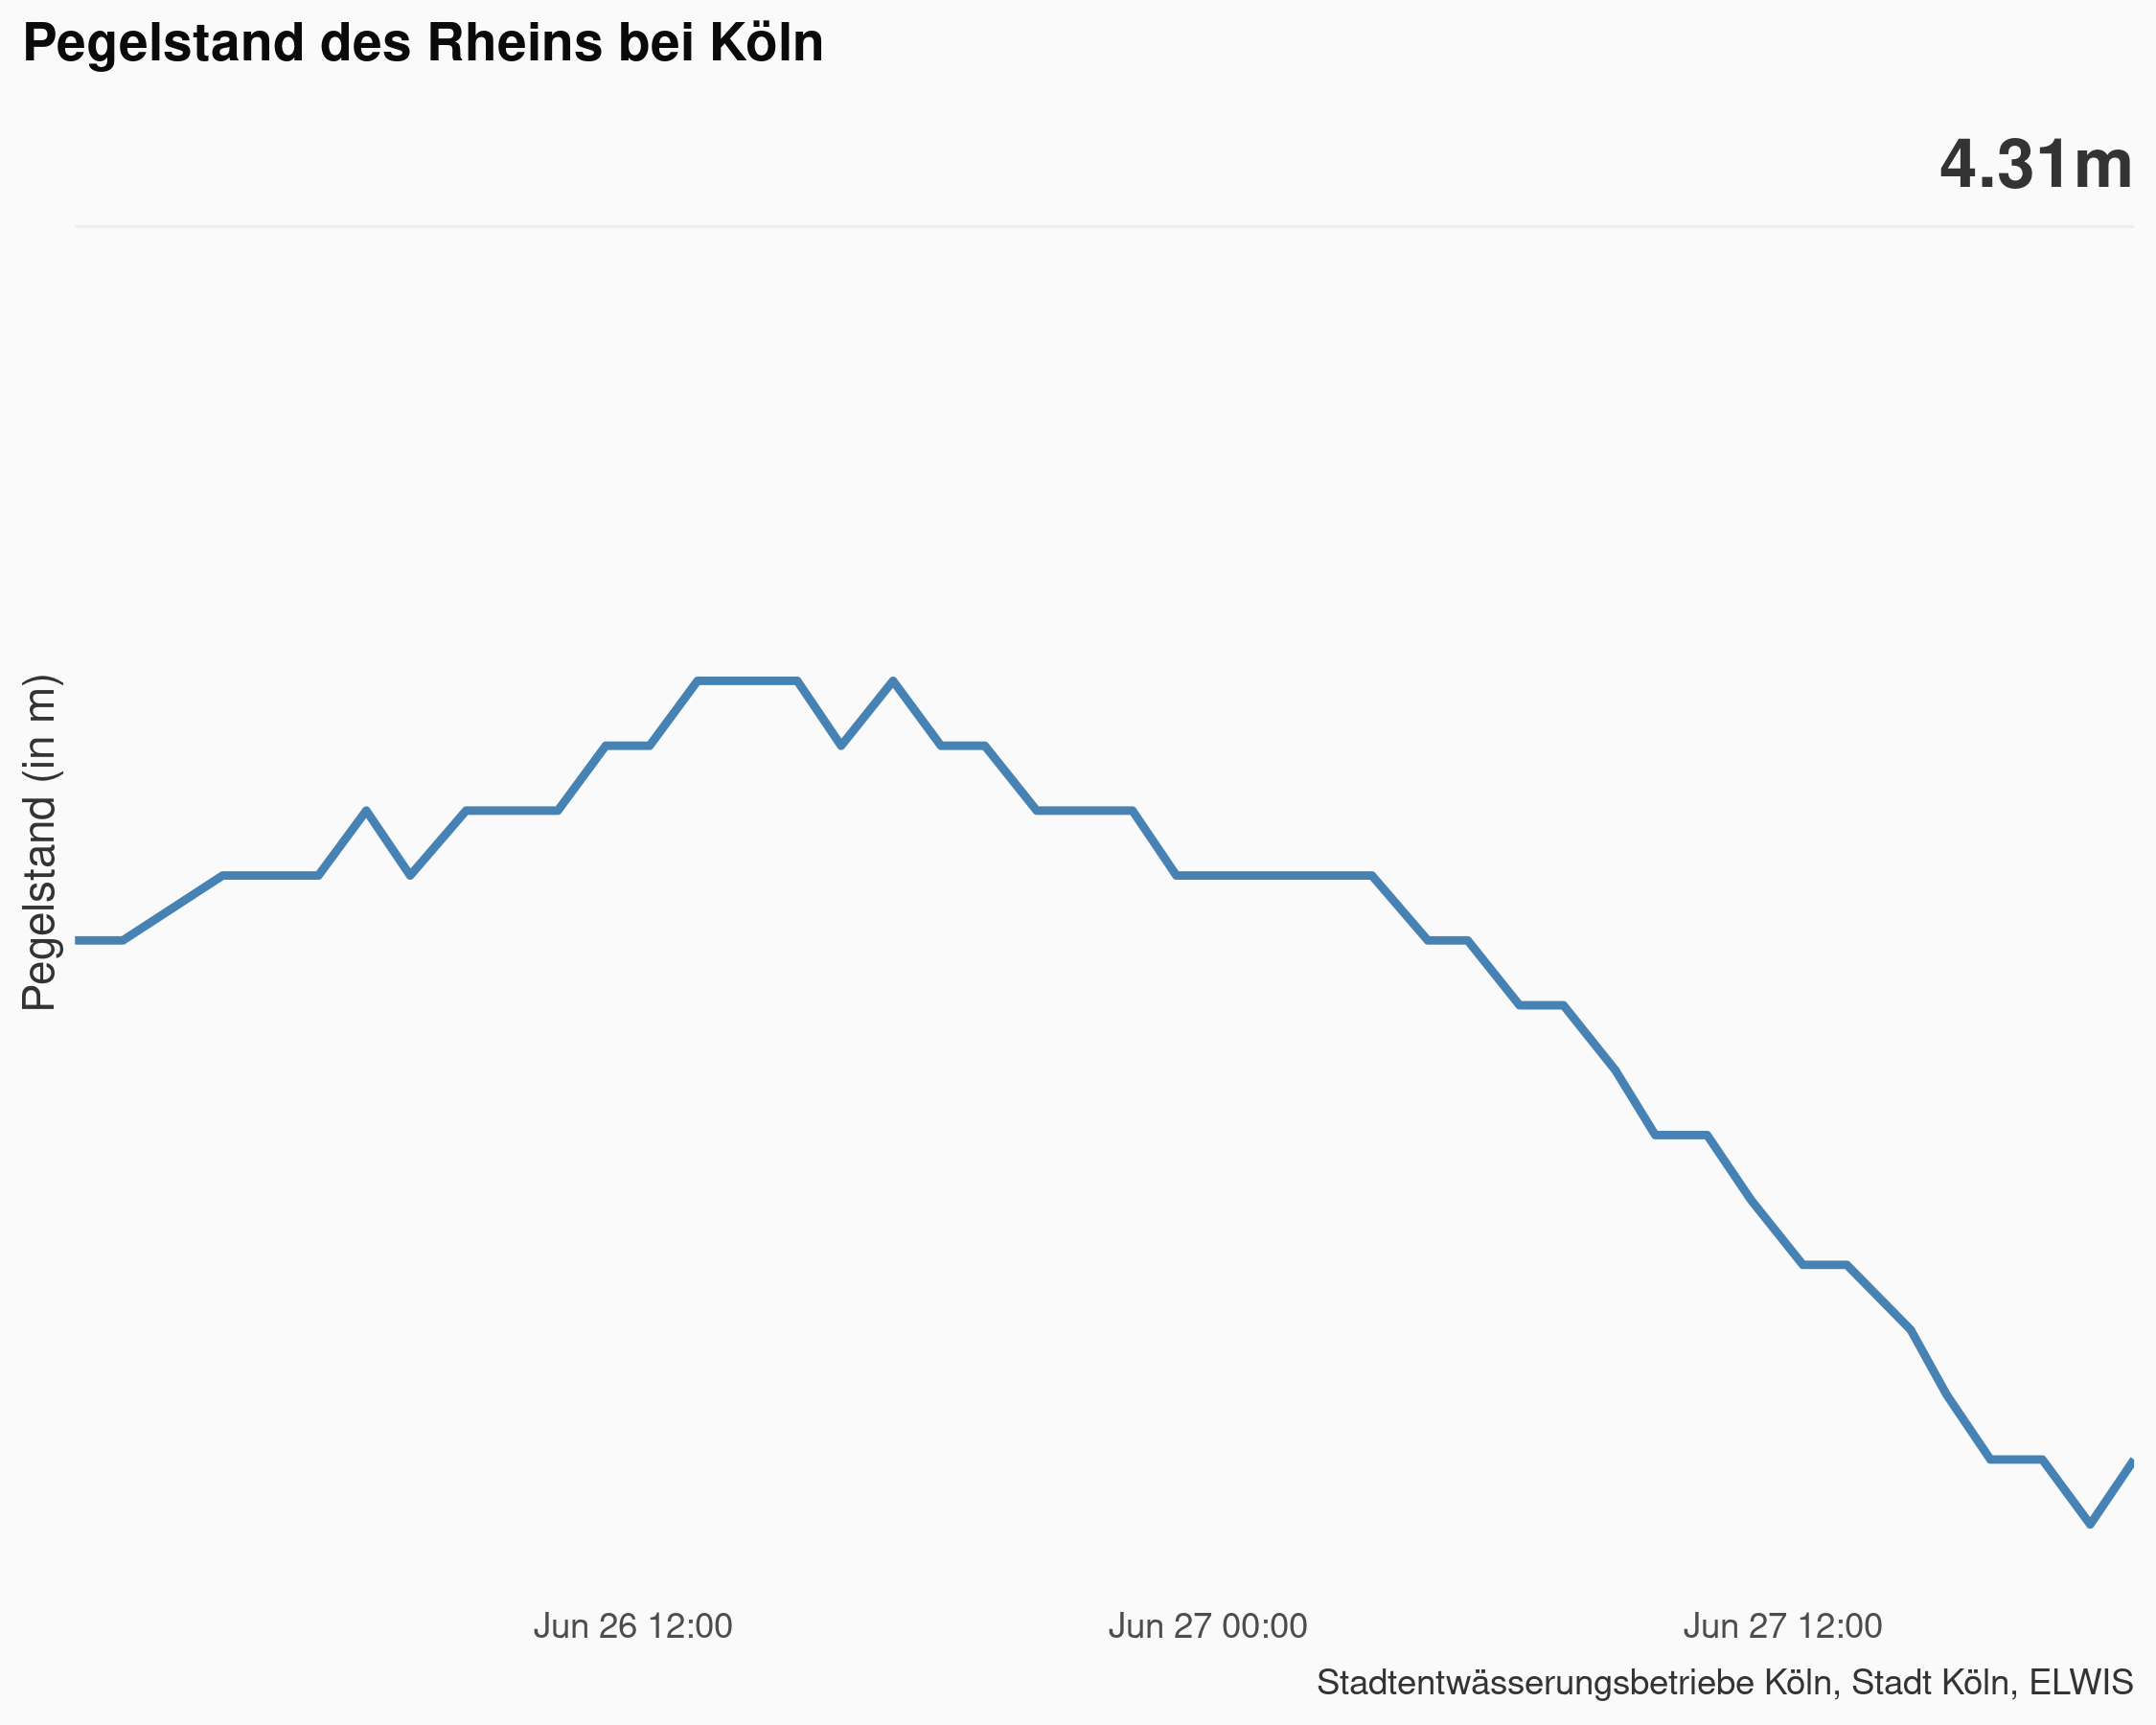 Pegelstand des Rheins bei Köln
4.31m
Pegelstand (in m)
Jun 26 12:00
Jun 27 00:00
Jun 27 12:00
Stadtentwässerungsbetriebe Köln, Stadt Köln, ELWIS